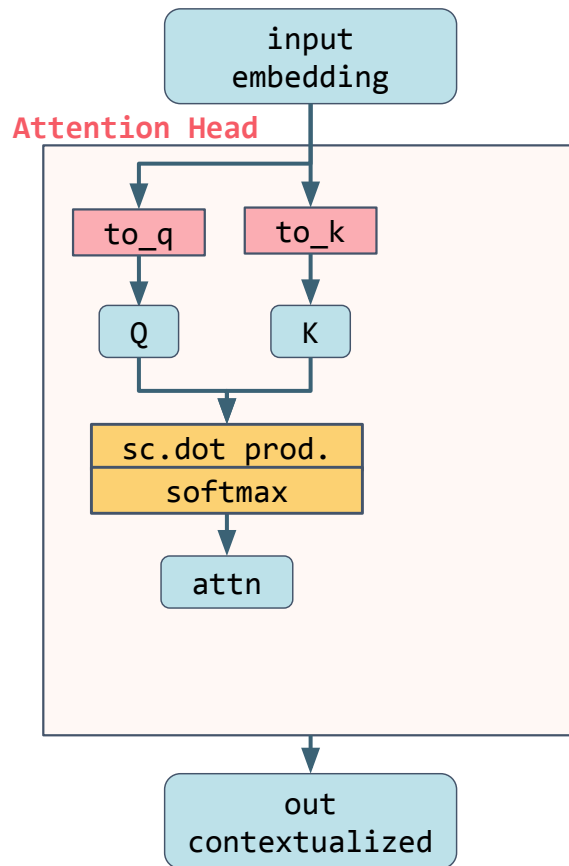 input
embedding
Attention Head
to_q
to_k
Q
K
sc.dot prod.
softmax
attn
out
contextualized